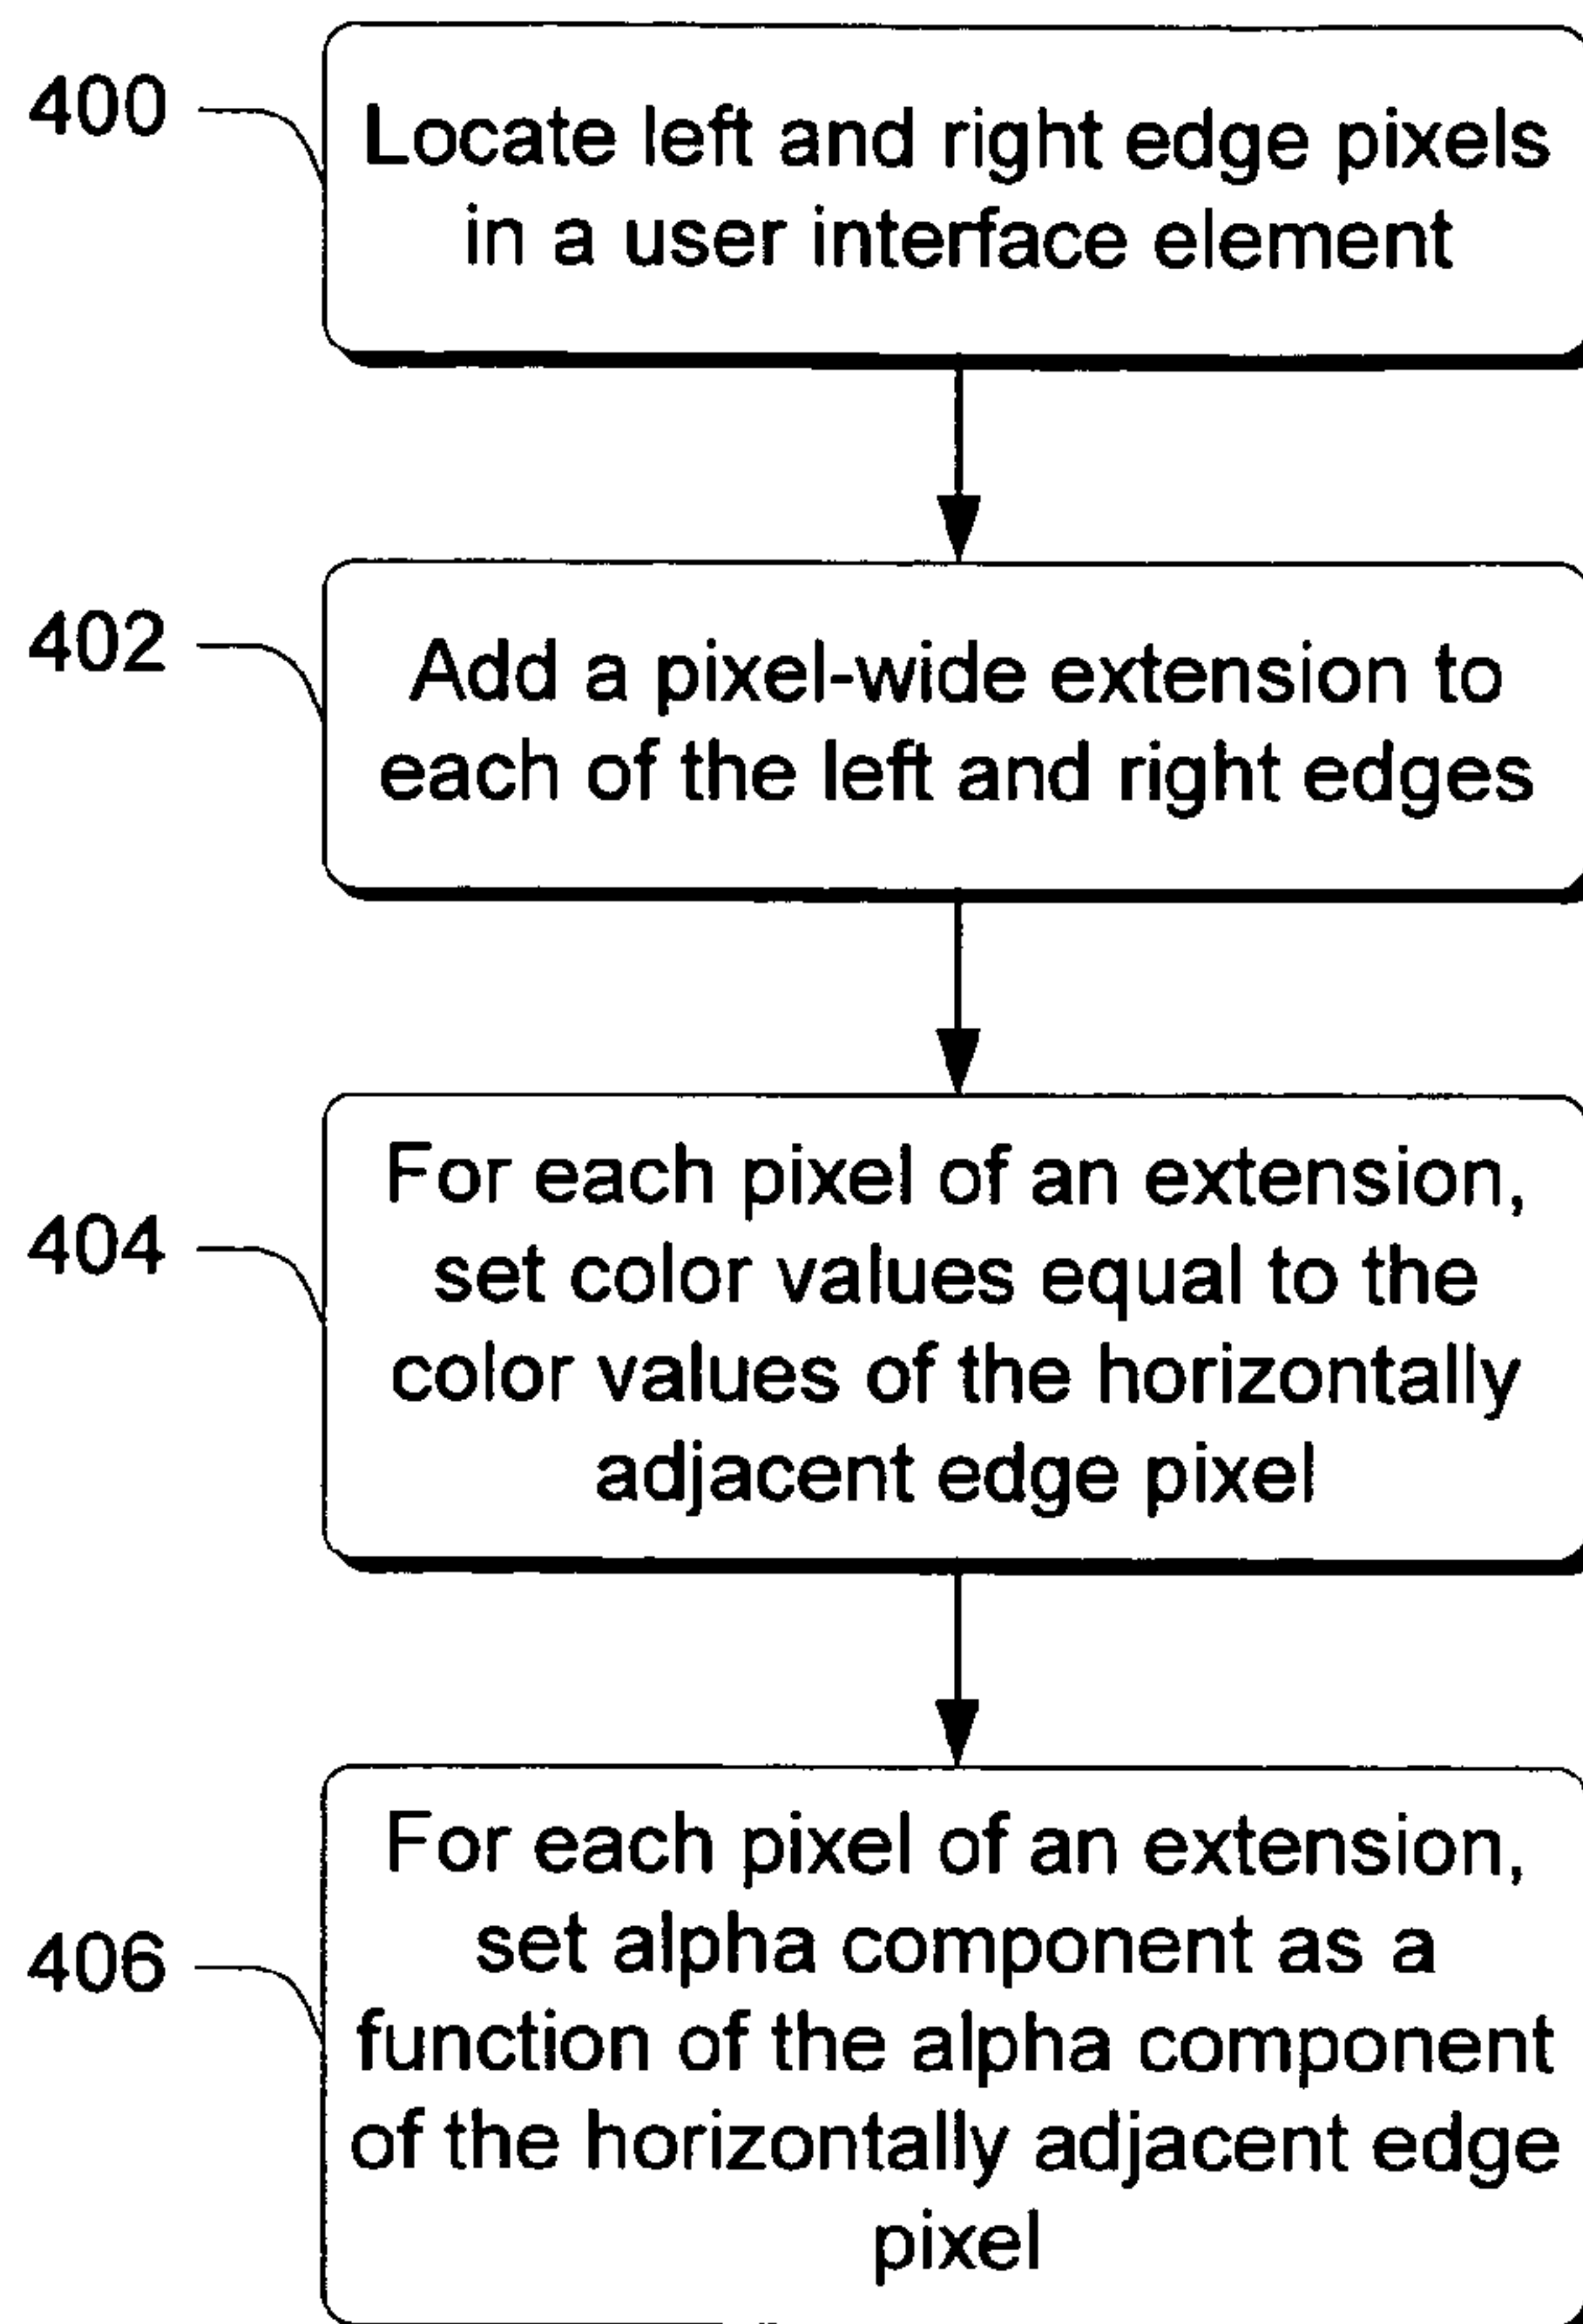 400
Locate left and right edge pixels
in a user interface element
402
Add a pixel-wide extension to
each of the left and right edges
404
For each pixel of an extension,
set color values equal to the
color values of the horizontally
adjacent edge pixel
406
For each pixel of an extension,
set alpha component as a
function of the alpha component
of the horizontally adjacent edge
pixel